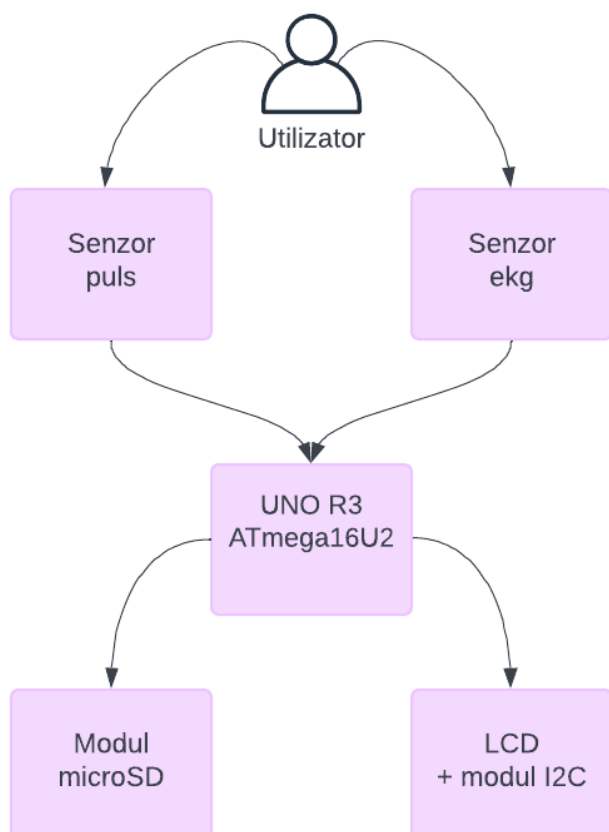 Utilizator
Senzor
puls
Senzor
ekg
UNO R3
ATmega16U2
Modul
microSD
LCD
+ modul I2C